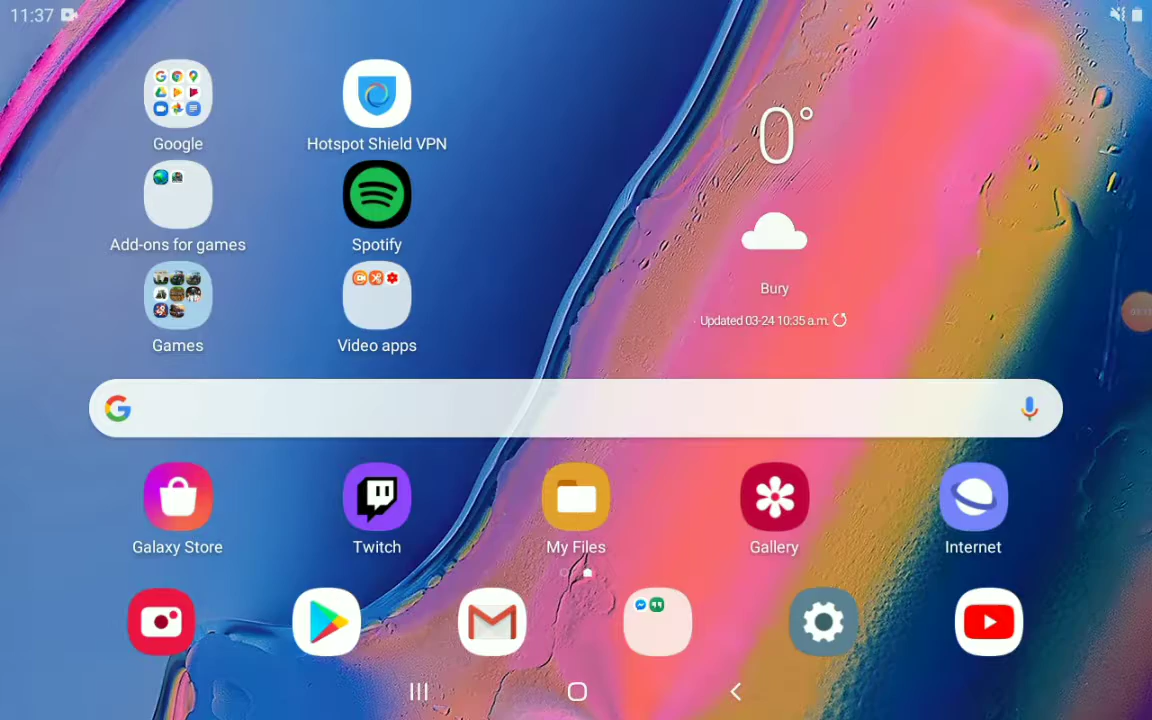 11:37
Google
Hotspot Shield VPN
0°
Add-ons for games
Spotify
Bury
Updated 03-24 10:35 a.m.
Games
Video apps
Galaxy Store
Twitch
My Files
Gallery
Internet